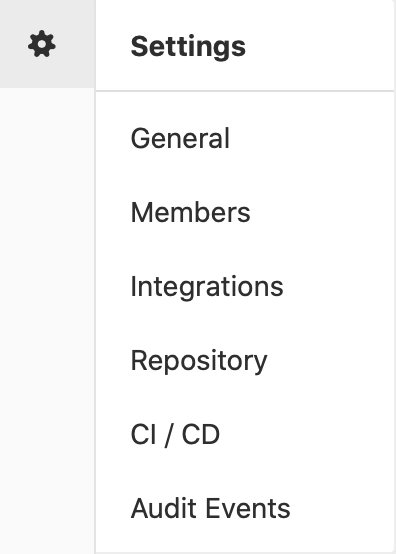 Settings
General
Members
Integrations
Repository
CI / CD
Audit Events